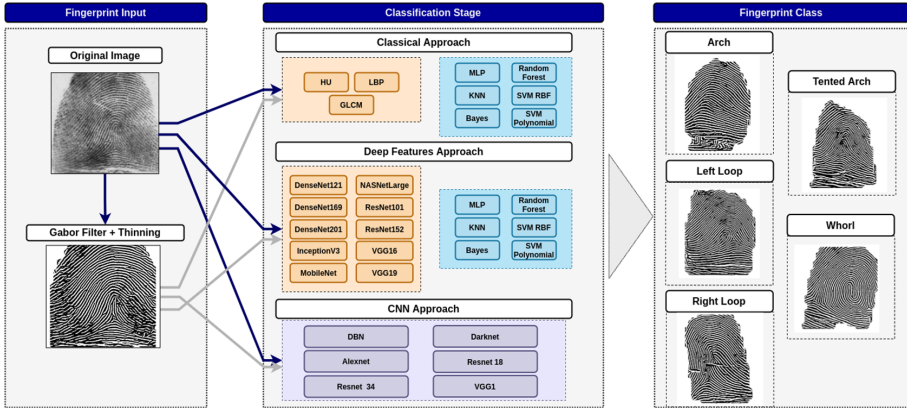 Fingerprint Input
Classification Stage
Fingerprint Class
Original Image
Gabor Filter + Thinning
Classical Approach
HU
LBP
GLCM
MLP
Random
Forest
KNN
SVM RBF
Bayes
SVM
Polynomial
Deep Features Approach
DenseNet121
NASNetLarge
DenseNet169
ResNet101
DenseNet201
ResNet152
InceptionV3
VGG16
MobileNet
VGG19
MLP
Random
Forest
KNN
SVM RBF
Bayes
SVM
Polynomial
CNN Approach
DBN
Darknet
Alexnet
Resnet 18
Resnet 34
VGG1
Arch
Tented Arch
Left Loop
Whorl
Right Loop